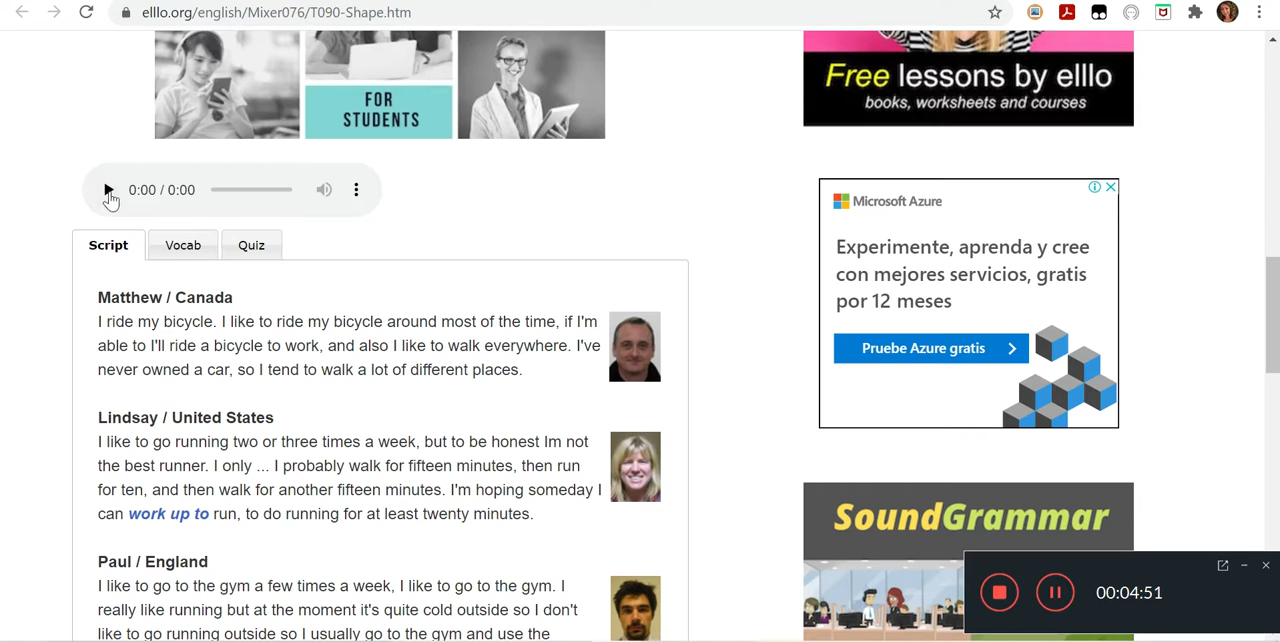 elllo.org/english/Mixer076/T090-Shape.htm
FOR
STUDENTS
Free lessons by elllo
books, worksheets and courses
0:00 / 0:00
Script
Vocab
Quiz
Matthew / Canada
I ride my bicycle. I like to ride my bicycle around most of the time, if I'm
able to I'll ride a bicycle to work, and also I like to walk everywhere. I've
never owned a car, so I tend to walk a lot of different places.
Lindsay / United States
I like to go running two or three times a week, but to be honest Im not
the best runner. I only ... I probably walk for fifteen minutes, then run
for ten, and then walk for another fifteen minutes. I'm hoping someday I
can work up to run, to do running for at least twenty minutes.
Paul / England
I like to go to the gym a few times a week, I like to go to the gym. I
really like running but at the moment it's quite cold outside so I don't
like to go running outside so I usually go to the gym and use the
Microsoft Azure
Experimente, aprenda y cree
con mejores servicios, gratis
por 12 meses
Pruebe Azure gratis
SoundGrammar
00:04:51